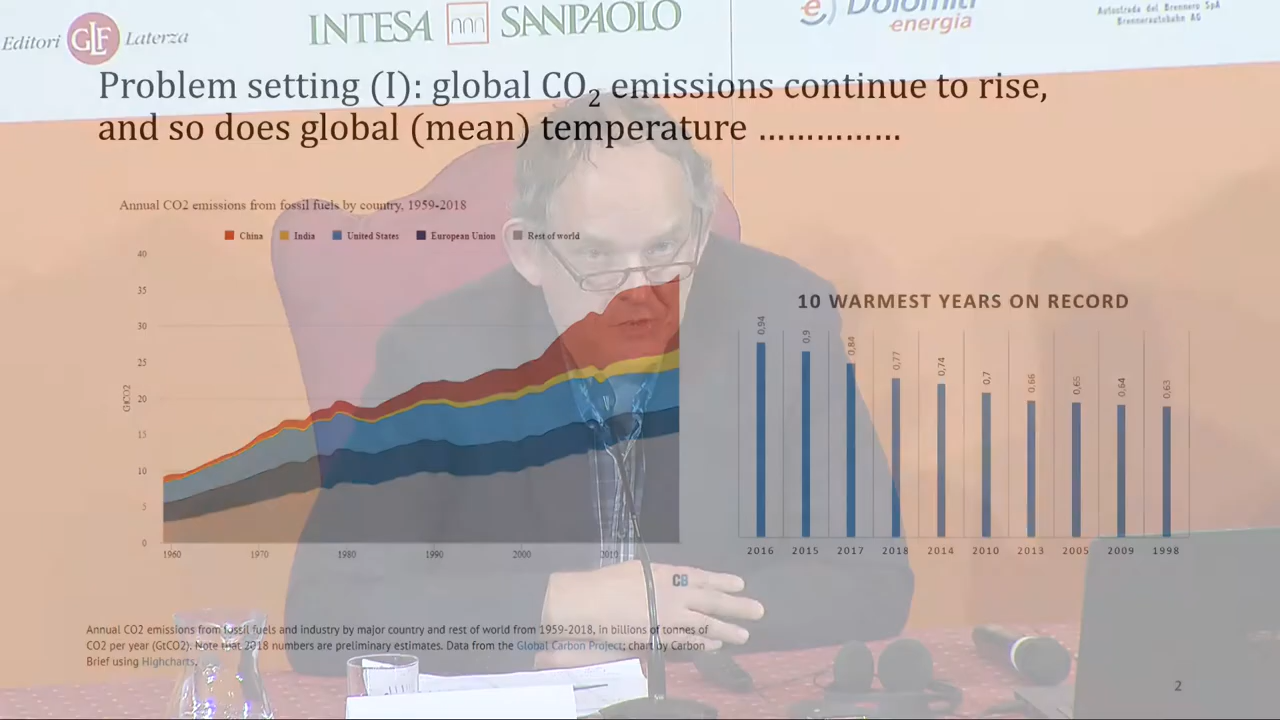 Editori GLF Laterza
INTESA SANPAOLO
Dolomiti
energia
Autostrada del Brennero SpA
Brennerautobahn AG
Problem setting (I): global CO2 emissions continue to rise,
and so does global (mean) temperature ……………
Annual CO2 emissions from fossil fuels by country, 1959-2018
China India United States European Union Rest of world
GtCO2
40
35
30
25
20
15
10
5
0
1960 1970 1980 1990 2000 2010
CB
Annual CO2 emissions from fossil fuels and industry by major country and rest of world from 1959-2018, in billions of tonnes of
CO2 per year (GtCO2). Note that 2018 numbers are preliminary estimates. Data from the Global Carbon Project; chart by Carbon
Brief using Highcharts.
10 WARMEST YEARS ON RECORD
0,94 0,9 0,84 0,77 0,74 0,7 0,66 0,65 0,64 0,63
2016 2015 2017 2018 2014 2010 2013 2005 2009 1998
2